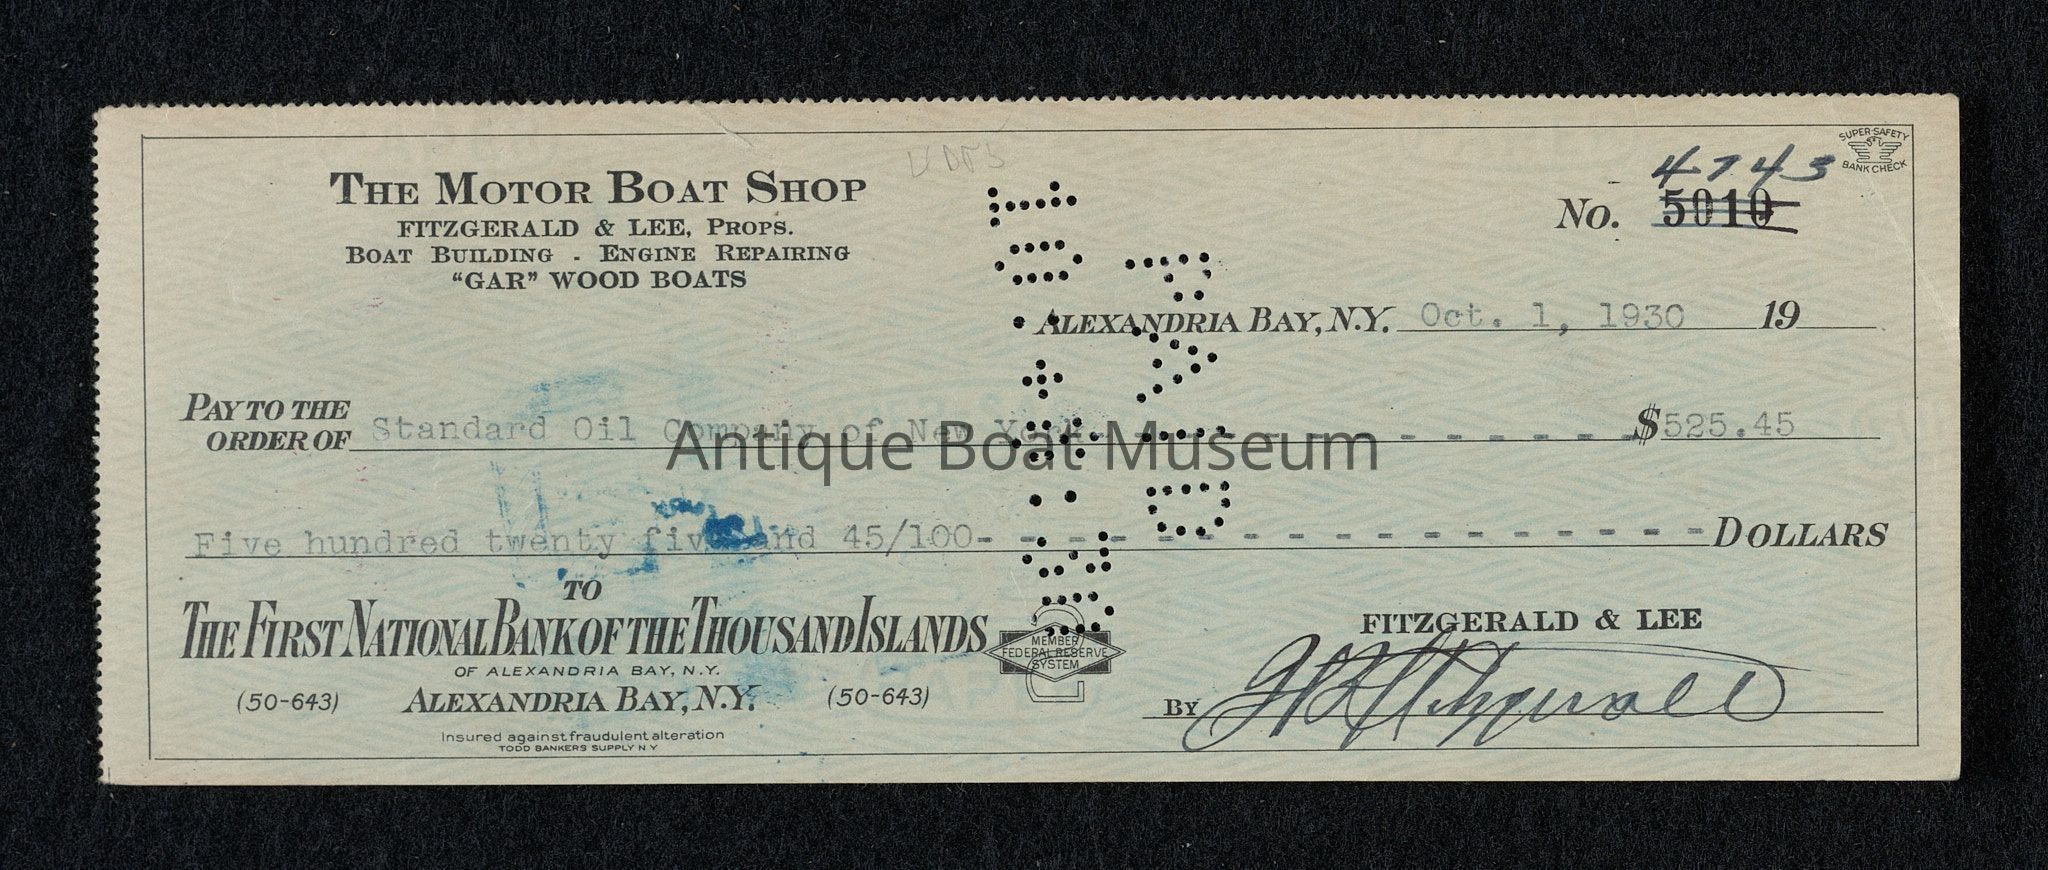 SUPER-SAFETY
BANK CHECK
THE MOTOR BOAT SHOP
FITZGERALD & LEE, PROPS.
BOAT BUILDING - ENGINE REPAIRING
"GAR" WOOD BOATS
4743
No. 5010
ALEXANDRIA BAY, N.Y. Oct. 1, 1930 19
PAY TO THE
ORDER OF Standard Oil Company of New York- - - - - - - - - - $525.45
Antique Boat Museum
Five hundred twenty five and 45/100- - - - - - - - - - - - - - - - DOLLARS
PAID
TO
THE FIRST NATIONAL BANK OF THE THOUSAND ISLANDS
OF ALEXANDRIA BAY, N.Y.
(50-643) ALEXANDRIA BAY, N.Y. (50-643)
Insured against fraudulent alteration
TODD BANKERS SUPPLY N Y
MEMBER
FEDERAL RESERVE
SYSTEM
FITZGERALD & LEE
BY Fitzgerald